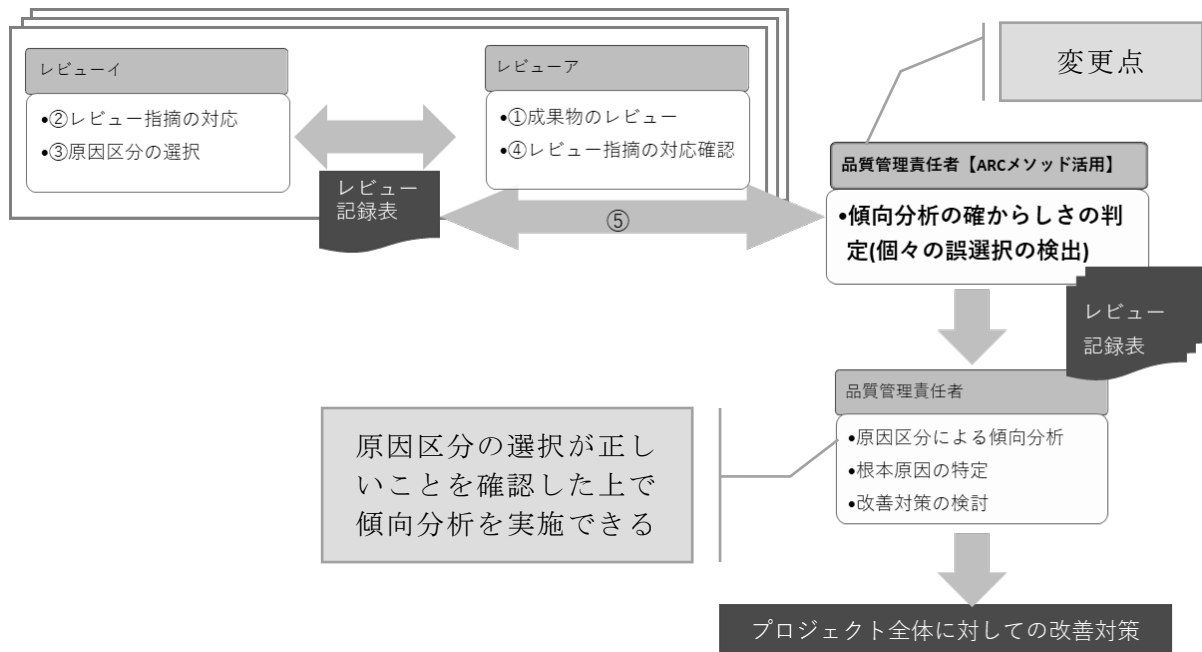 レビューイ
•②レビュー指摘の対応
•③原因区分の選択
レビューア
•①成果物のレビュー
•④レビュー指摘の対応確認
レビュー
記録表
⑤
変更点
品質管理責任者【ARCメソッド活用】
•傾向分析の確からしさの判
定(個々の誤選択の検出)
レビュー
記録表
品質管理責任者
•原因区分による傾向分析
•根本原因の特定
•改善対策の検討
原因区分の選択が正し
いことを確認した上で
傾向分析を実施できる
プロジェクト全体に対しての改善対策